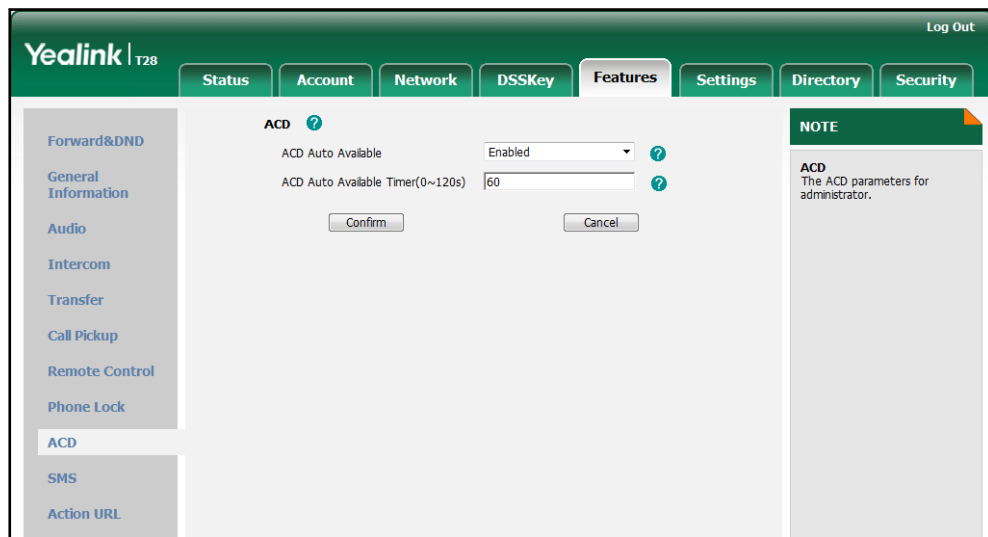 Log Out
Yealink T28
Status
Account
Network
DSSKey
Features
Settings
Directory
Security
Forward&DND
General
Information
Audio
Intercom
Transfer
Call Pickup
Remote Control
Phone Lock
ACD
SMS
Action URL
ACD ?
ACD Auto Available Enabled ?
ACD Auto Available Timer(0~120s) 60 ?
Confirm Cancel
NOTE
ACD
The ACD parameters for
administrator.